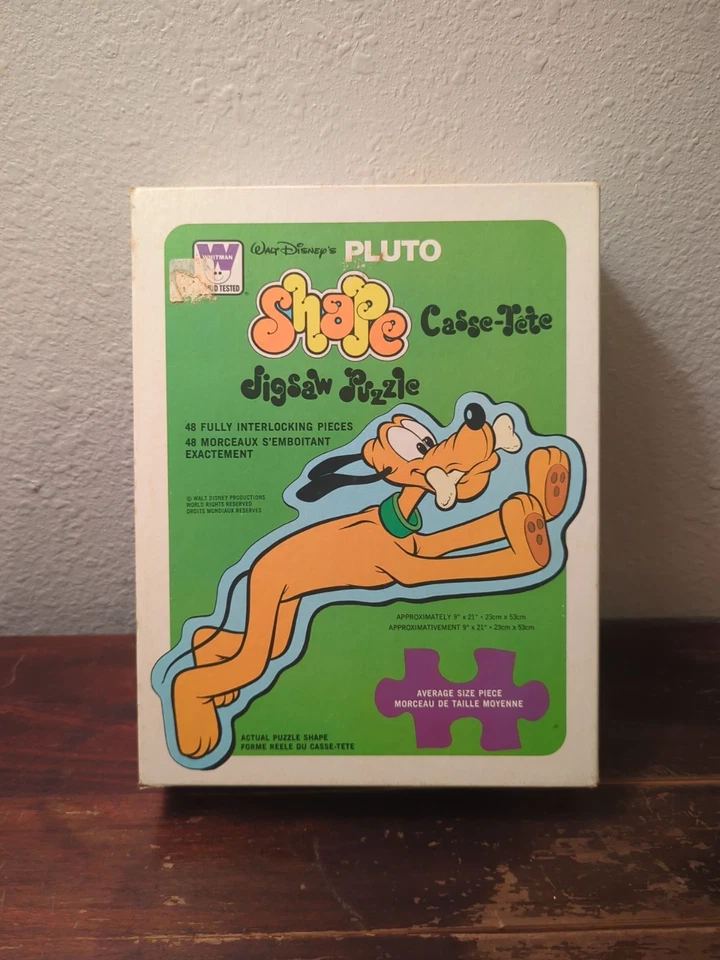 WHITMAN
D TESTED
WALT DISNEY'S PLUTO
Shape Casse-Tête
Jigsaw Puzzle
48 FULLY INTERLOCKING PIECES
48 MORCEAUX S'EMBOITANT
EXACTEMENT
© WALT DISNEY PRODUCTIONS
WORLD RIGHTS RESERVED
DROITS MONDIAUX RESERVES
APPROXIMATELY 9" x 21" • 23cm x 53cm
APPROXIMATIVEMENT 9" x 21" • 23cm x 53cm
AVERAGE SIZE PIECE
MORCEAU DE TAILLE MOYENNE
ACTUAL PUZZLE SHAPE
FORME REELE DU CASSE-TETE